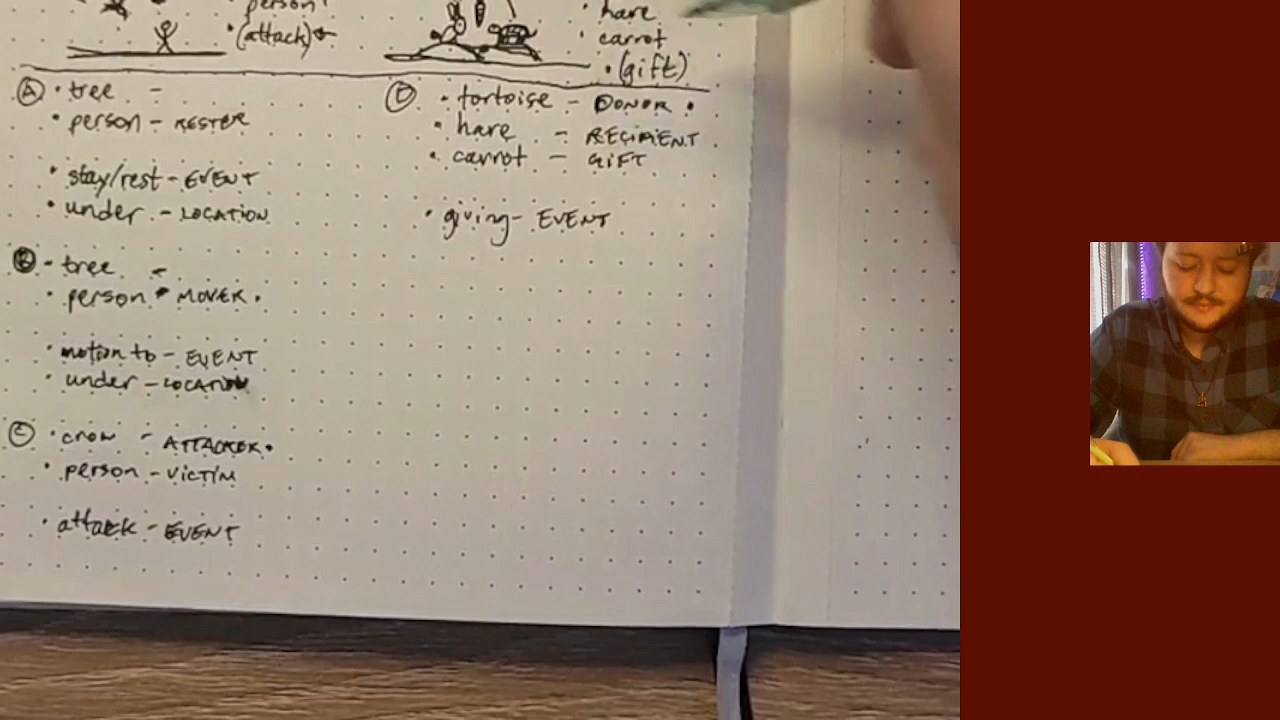 person
• (attack)
• hare
• carrot
• (gift)
Ⓐ • tree -
• person - RESTER
• stay/rest - EVENT
• under - LOCATION
Ⓑ - tree -
• person - MOVER •
• motion to - EVENT
• under - LOCATION
Ⓒ • crow - ATTACKER •
• person - VICTIM
• attack - EVENT
Ⓓ • tortoise - DONOR •
• hare - RECIPIENT
• carrot - GIFT
• giving - EVENT